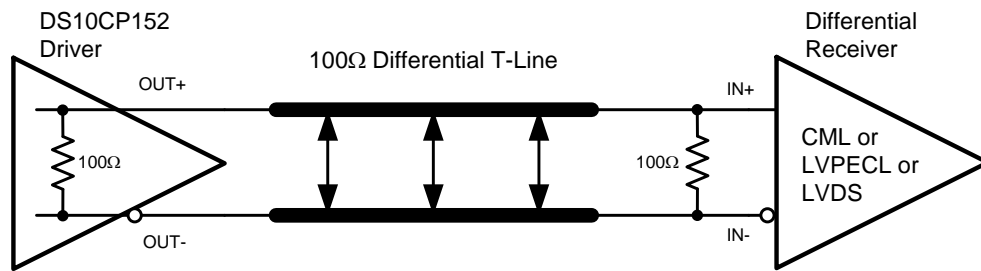 DS10CP152
Driver
100Ω Differential T-Line
Differential
Receiver
OUT+
IN+
100Ω
100Ω
CML or
LVPECL or
LVDS
OUT-
IN-